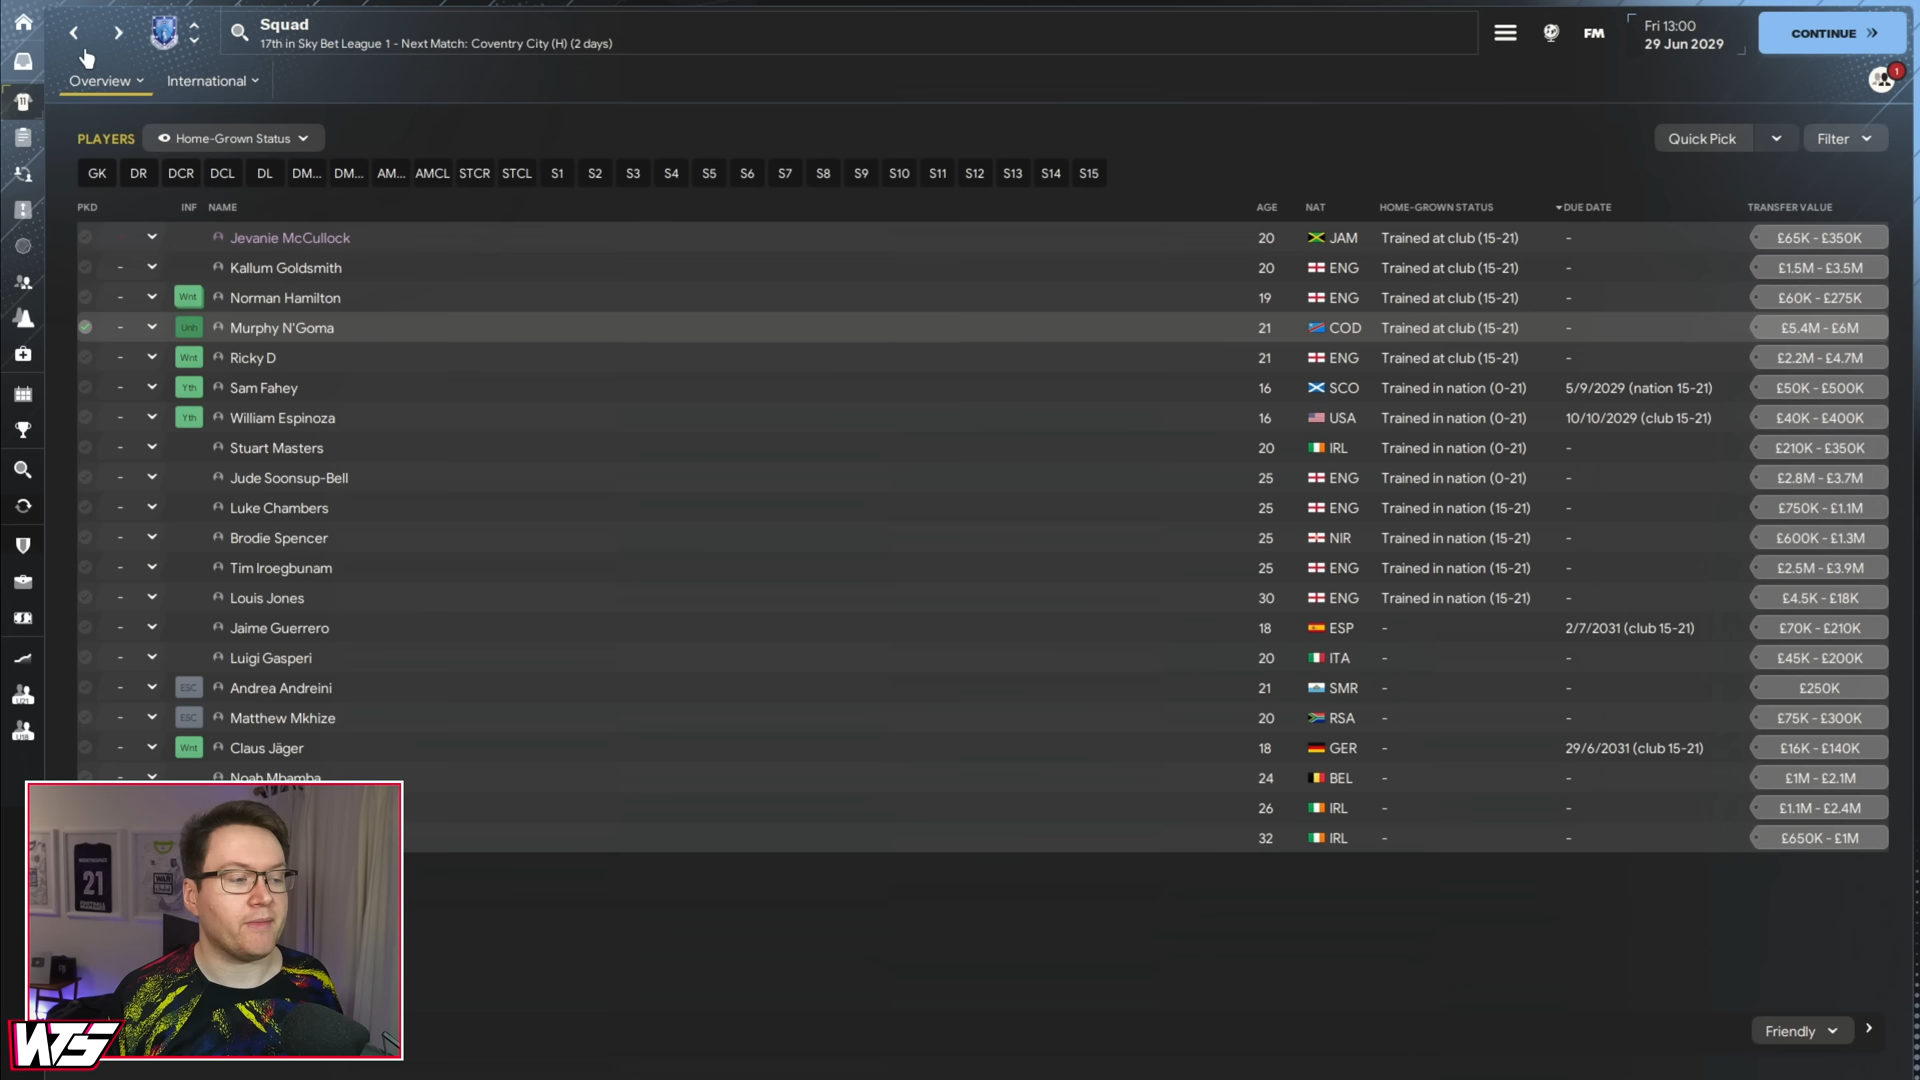 Squad
17th in Sky Bet League 1 - Next Match: Coventry City (H) (2 days)
FM
Fri 13:00
29 Jun 2029
CONTINUE
1
Overview
International
11
PLAYERS
Home-Grown Status
Quick Pick
Filter
GK DR DCR DCL DL DM... DM... AM... AMCL STCR STCL S1 S2 S3 S4 S5 S6 S7 S8 S9 S10 S11 S12 S13 S14 S15
PKD INF NAME AGE NAT HOME-GROWN STATUS DUE DATE TRANSFER VALUE
Jevanie McCullock 20 JAM Trained at club (15-21) - £65K - £350K
- Kallum Goldsmith 20 ENG Trained at club (15-21) - £1.5M - £3.5M
- Wnt Norman Hamilton 19 ENG Trained at club (15-21) - £60K - £275K
- Unh Murphy N'Goma 21 COD Trained at club (15-21) - £5.4M - £6M
- Wnt Ricky D 21 ENG Trained at club (15-21) - £2.2M - £4.7M
- Yth Sam Fahey 16 SCO Trained in nation (0-21) 5/9/2029 (nation 15-21) £50K - £500K
- Yth William Espinoza 16 USA Trained in nation (0-21) 10/10/2029 (club 15-21) £40K - £400K
- Stuart Masters 20 IRL Trained in nation (0-21) - £210K - £350K
- Jude Soonsup-Bell 25 ENG Trained in nation (0-21) - £2.8M - £3.7M
- Luke Chambers 25 ENG Trained in nation (15-21) - £750K - £1.1M
- Brodie Spencer 25 NIR Trained in nation (15-21) - £600K - £1.3M
- Tim Iroegbunam 25 ENG Trained in nation (15-21) - £2.5M - £3.9M
- Louis Jones 30 ENG Trained in nation (15-21) - £4.5K - £18K
- Jaime Guerrero 18 ESP - 2/7/2031 (club 15-21) £70K - £210K
- Luigi Gasperi 20 ITA - - £45K - £200K
- ESC Andrea Andreini 21 SMR - - £250K
- ESC Matthew Mkhize 20 RSA - - £75K - £300K
- Wnt Claus Jäger 18 GER - 29/6/2031 (club 15-21) £16K - £140K
- Noah Mbamba 24 BEL - - £1M - £2.1M
26 IRL - - £1.1M - £2.4M
32 IRL - - £650K - £1M
U21
U18
21
WTS
Friendly